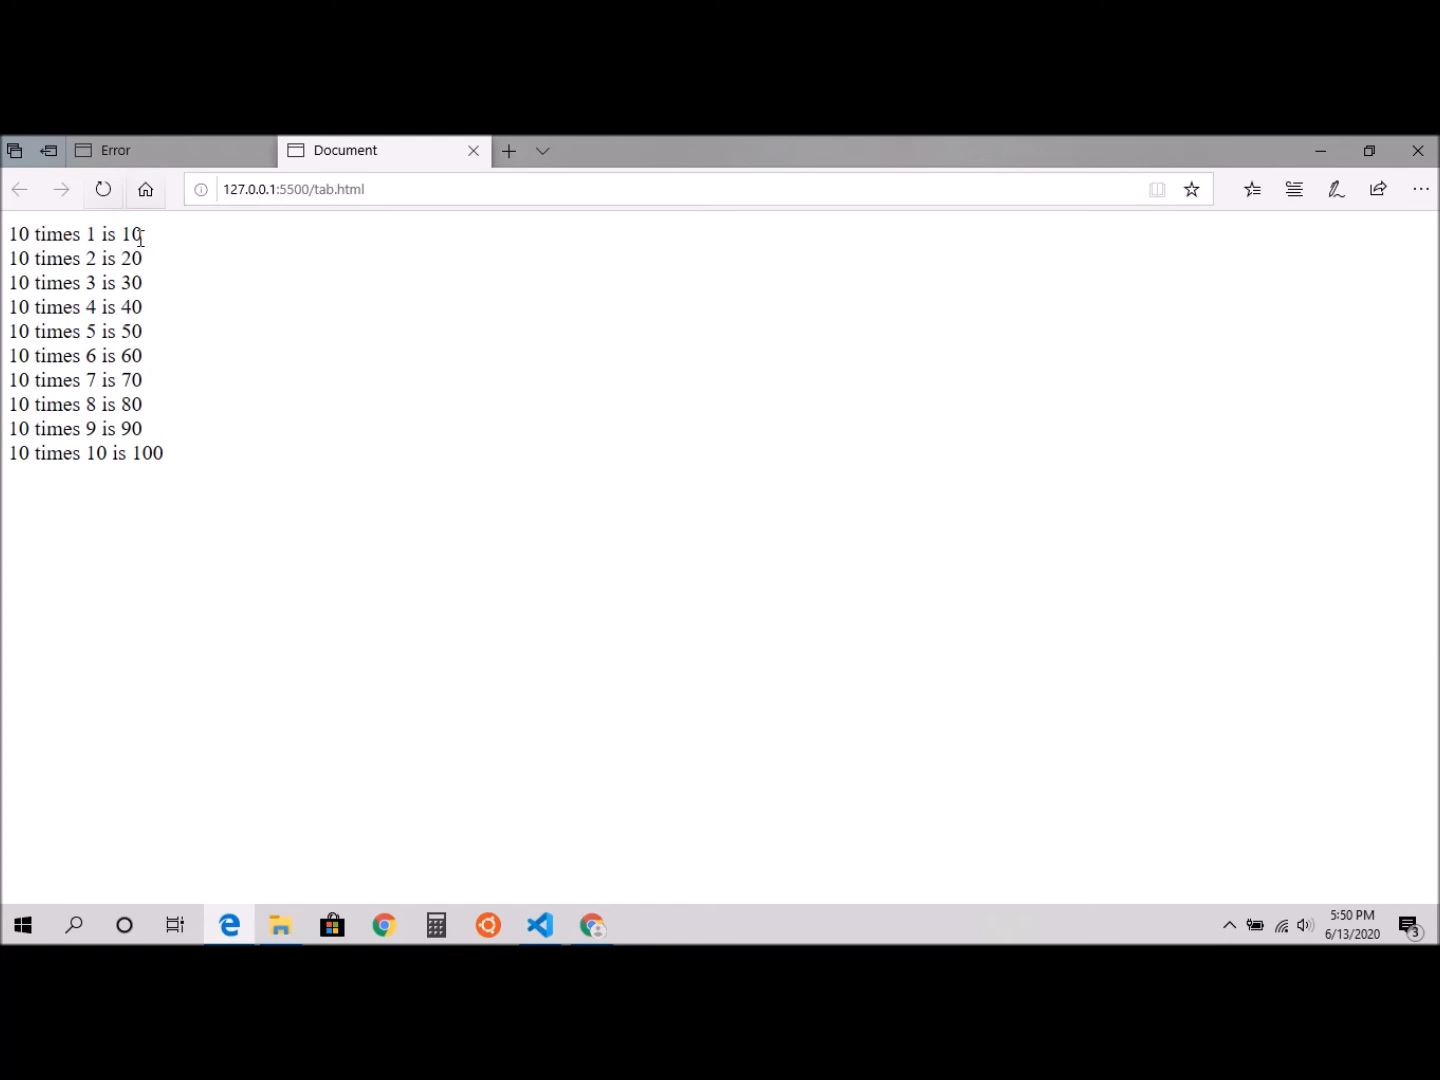 Error
Document
127.0.0.1:5500/tab.html
10 times 1 is 10
10 times 2 is 20
10 times 3 is 30
10 times 4 is 40
10 times 5 is 50
10 times 6 is 60
10 times 7 is 70
10 times 8 is 80
10 times 9 is 90
10 times 10 is 100
5:50 PM
6/13/2020
3